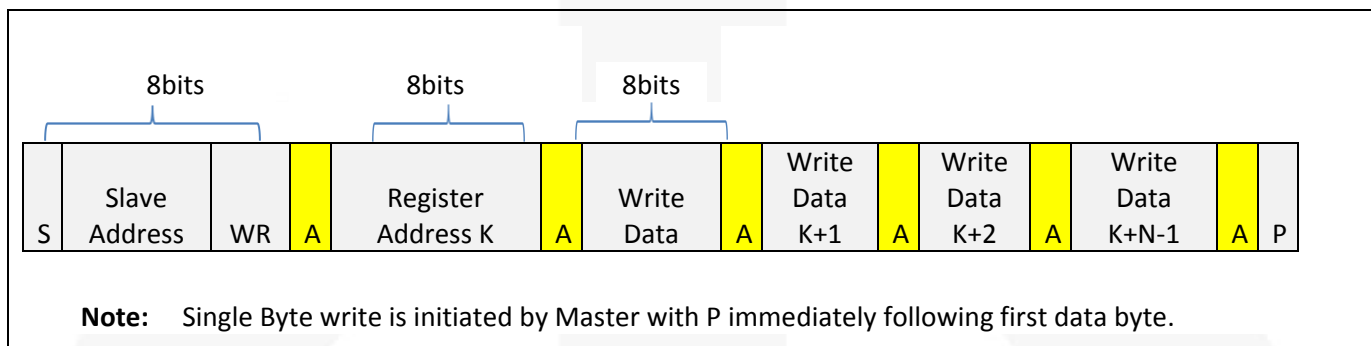 8bits 8bits 8bits
Write Write Write
Slave Register Write Data Data Data
S Address WR A Address K A Data A K+1 A K+2 A K+N-1 A P
Note: Single Byte write is initiated by Master with P immediately following first data byte.